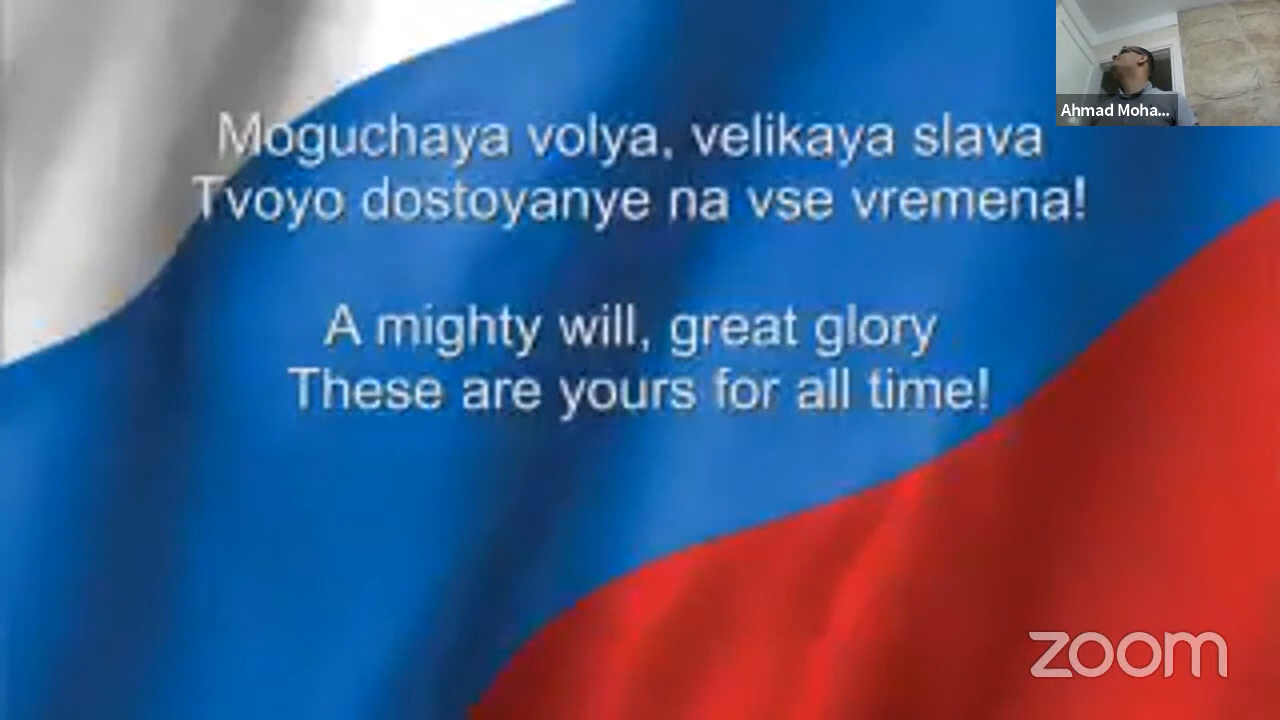 Moguchaya volya, velikaya slava
Tvoyo dostoyanye na vse vremena!
A mighty will, great glory
These are yours for all time!
Ahmad Moha...
zoom